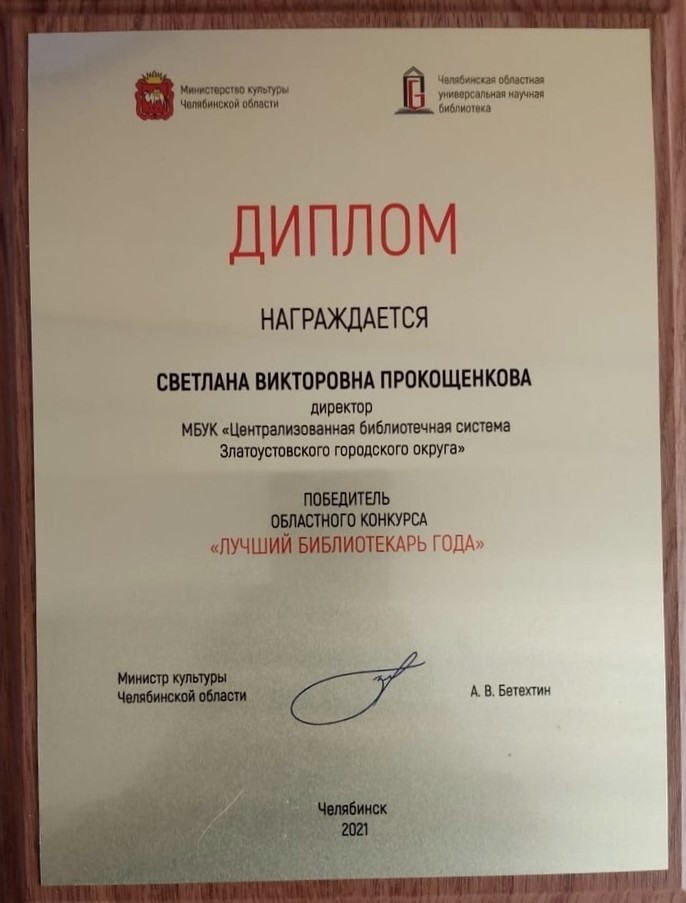 Министерство культуры
Челябинской области
Челябинская областная
универсальная научная
библиотека
ДИПЛОМ
НАГРАЖДАЕТСЯ
СВЕТЛАНА ВИКТОРОВНА ПРОКОЩЕНКОВА
директор
МБУК «Централизованная библиотечная система
Златоустовского городского округа»
ПОБЕДИТЕЛЬ
ОБЛАСТНОГО КОНКУРСА
«ЛУЧШИЙ БИБЛИОТЕКАРЬ ГОДА»
Министр культуры
Челябинской области
А. В. Бетехтин
Челябинск
2021